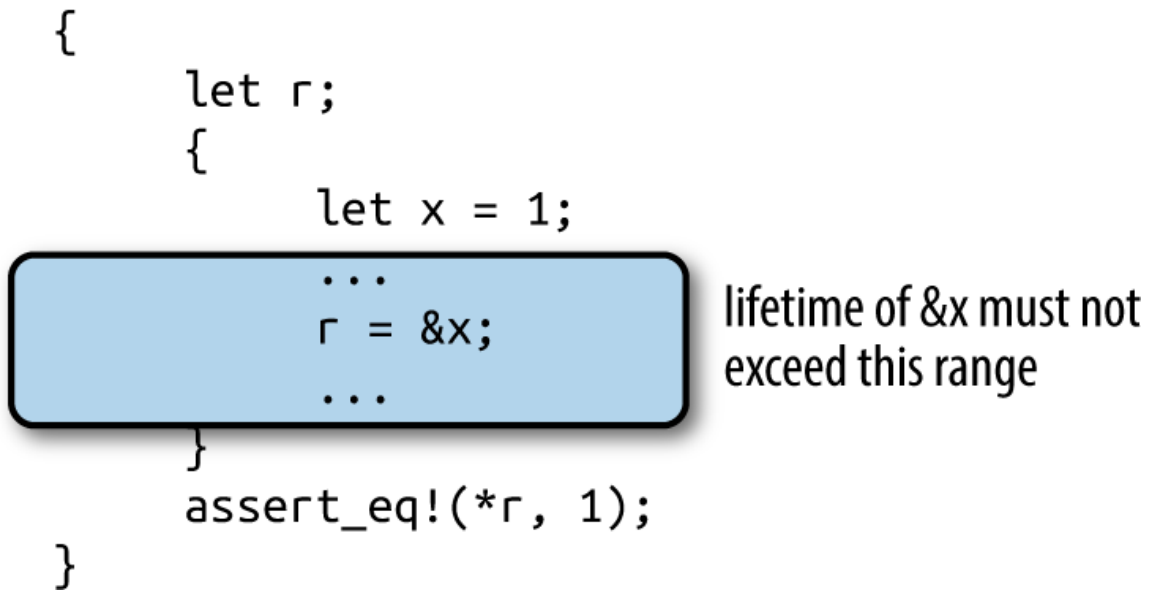 {
let r;
{
let x = 1;
...
r = &x;
...
}
assert_eq!(*r, 1);
}
lifetime of &x must not
exceed this range